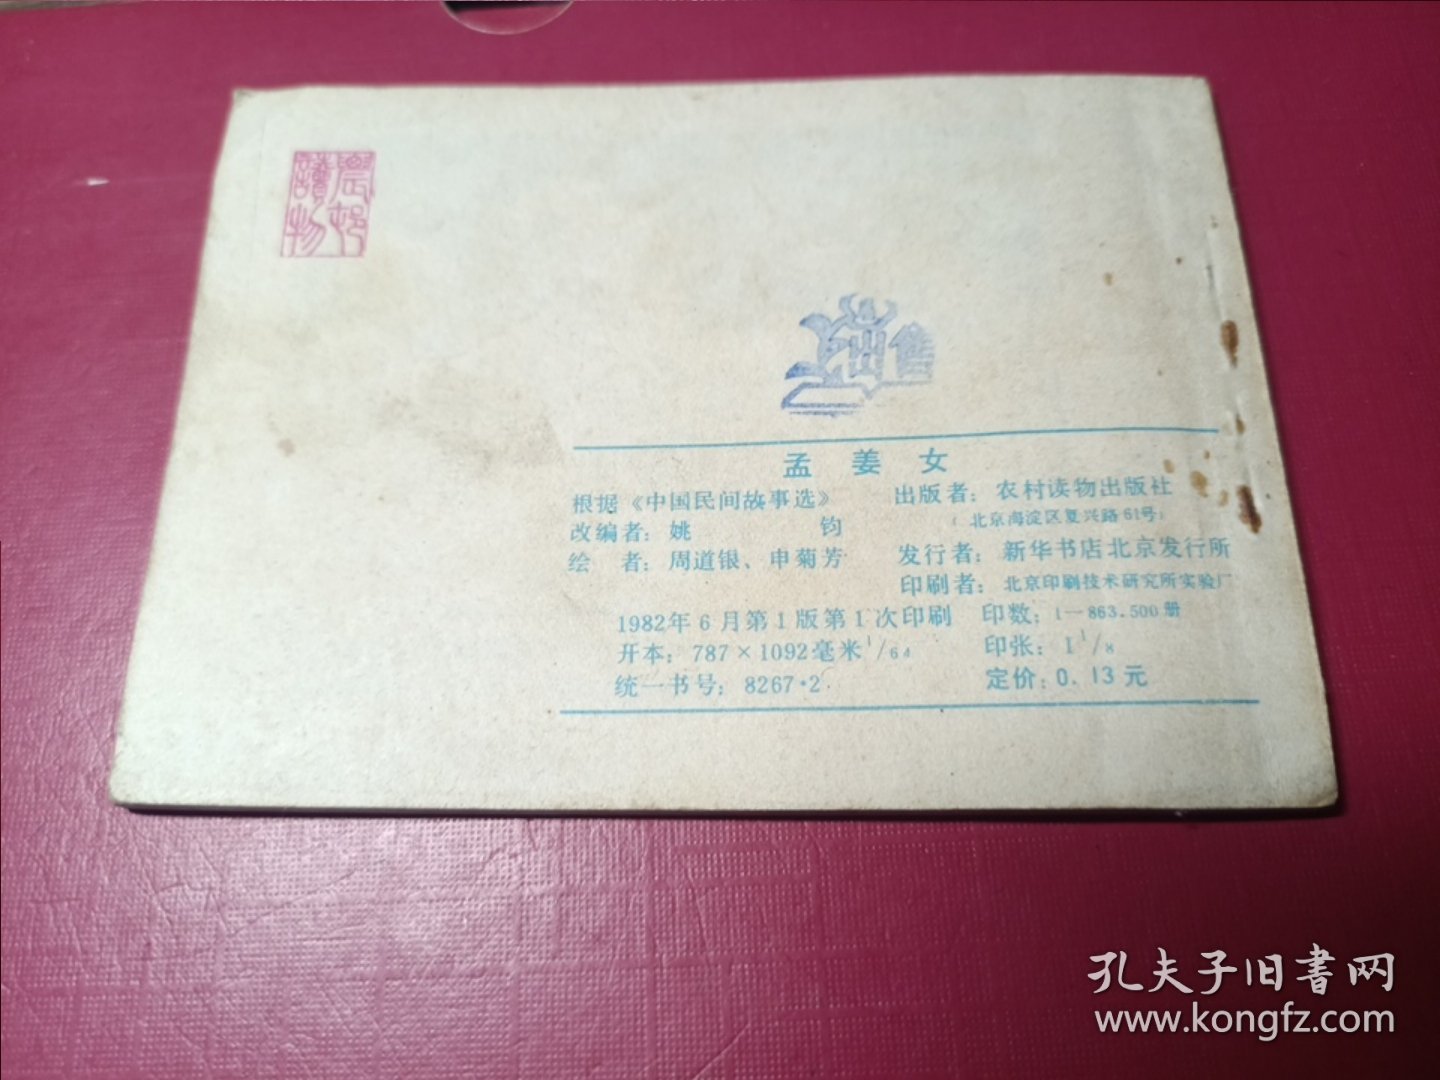 農邨
讀物
孟姜女
根据《中国民间故事选》
改编者：姚 钧
绘 者：周道银、申菊芳
出版者：农村读物出版社
（北京海淀区复兴路61号）
发行者：新华书店北京发行所
印刷者：北京印刷技术研究所实验厂
1982年6月第1版第1次印刷 印数：1—863.500册
开本：787×1092毫米1/64 印张：1 1/8
统一书号：8267·2 定价：0.13元
孔夫子旧書网
www.kongfz.com